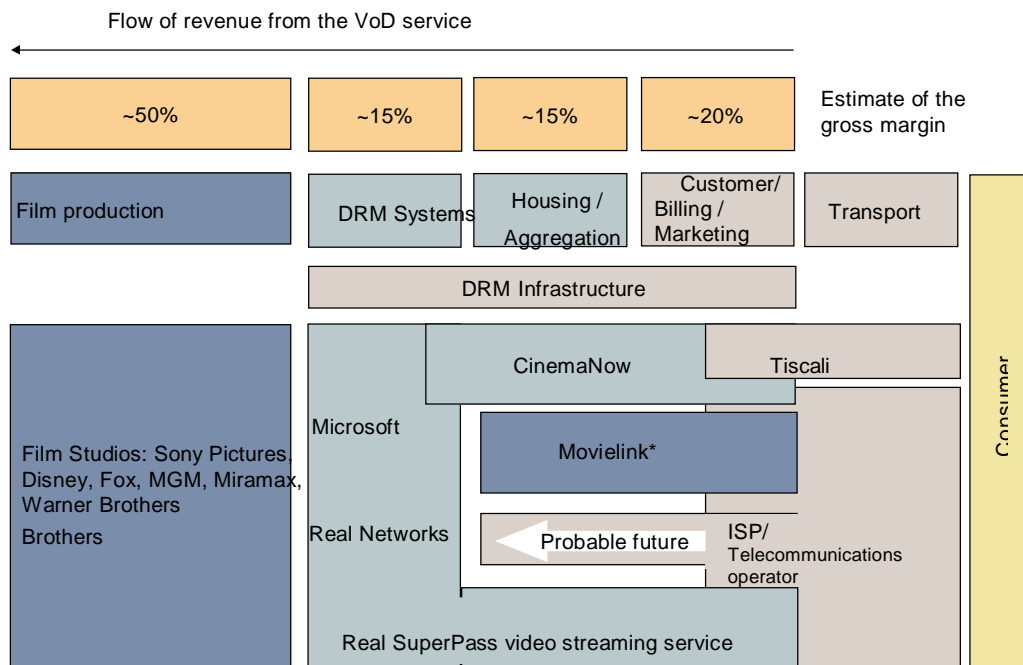 Flow of revenue from the VoD service
~50%
~15%
~15%
~20%
Estimate of the
gross margin
Film production
DRM Systems
Housing /
Aggregation
Customer/
Billing /
Marketing
Transport
DRM Infrastructure
Consumer
CinemaNow
Tiscali
Microsoft
Movielink*
Film Studios: Sony Pictures,
Disney, Fox, MGM, Miramax,
Warner Brothers
Brothers
Real Networks
Probable future
ISP/
Telecommunications
operator
Real SuperPass video streaming service